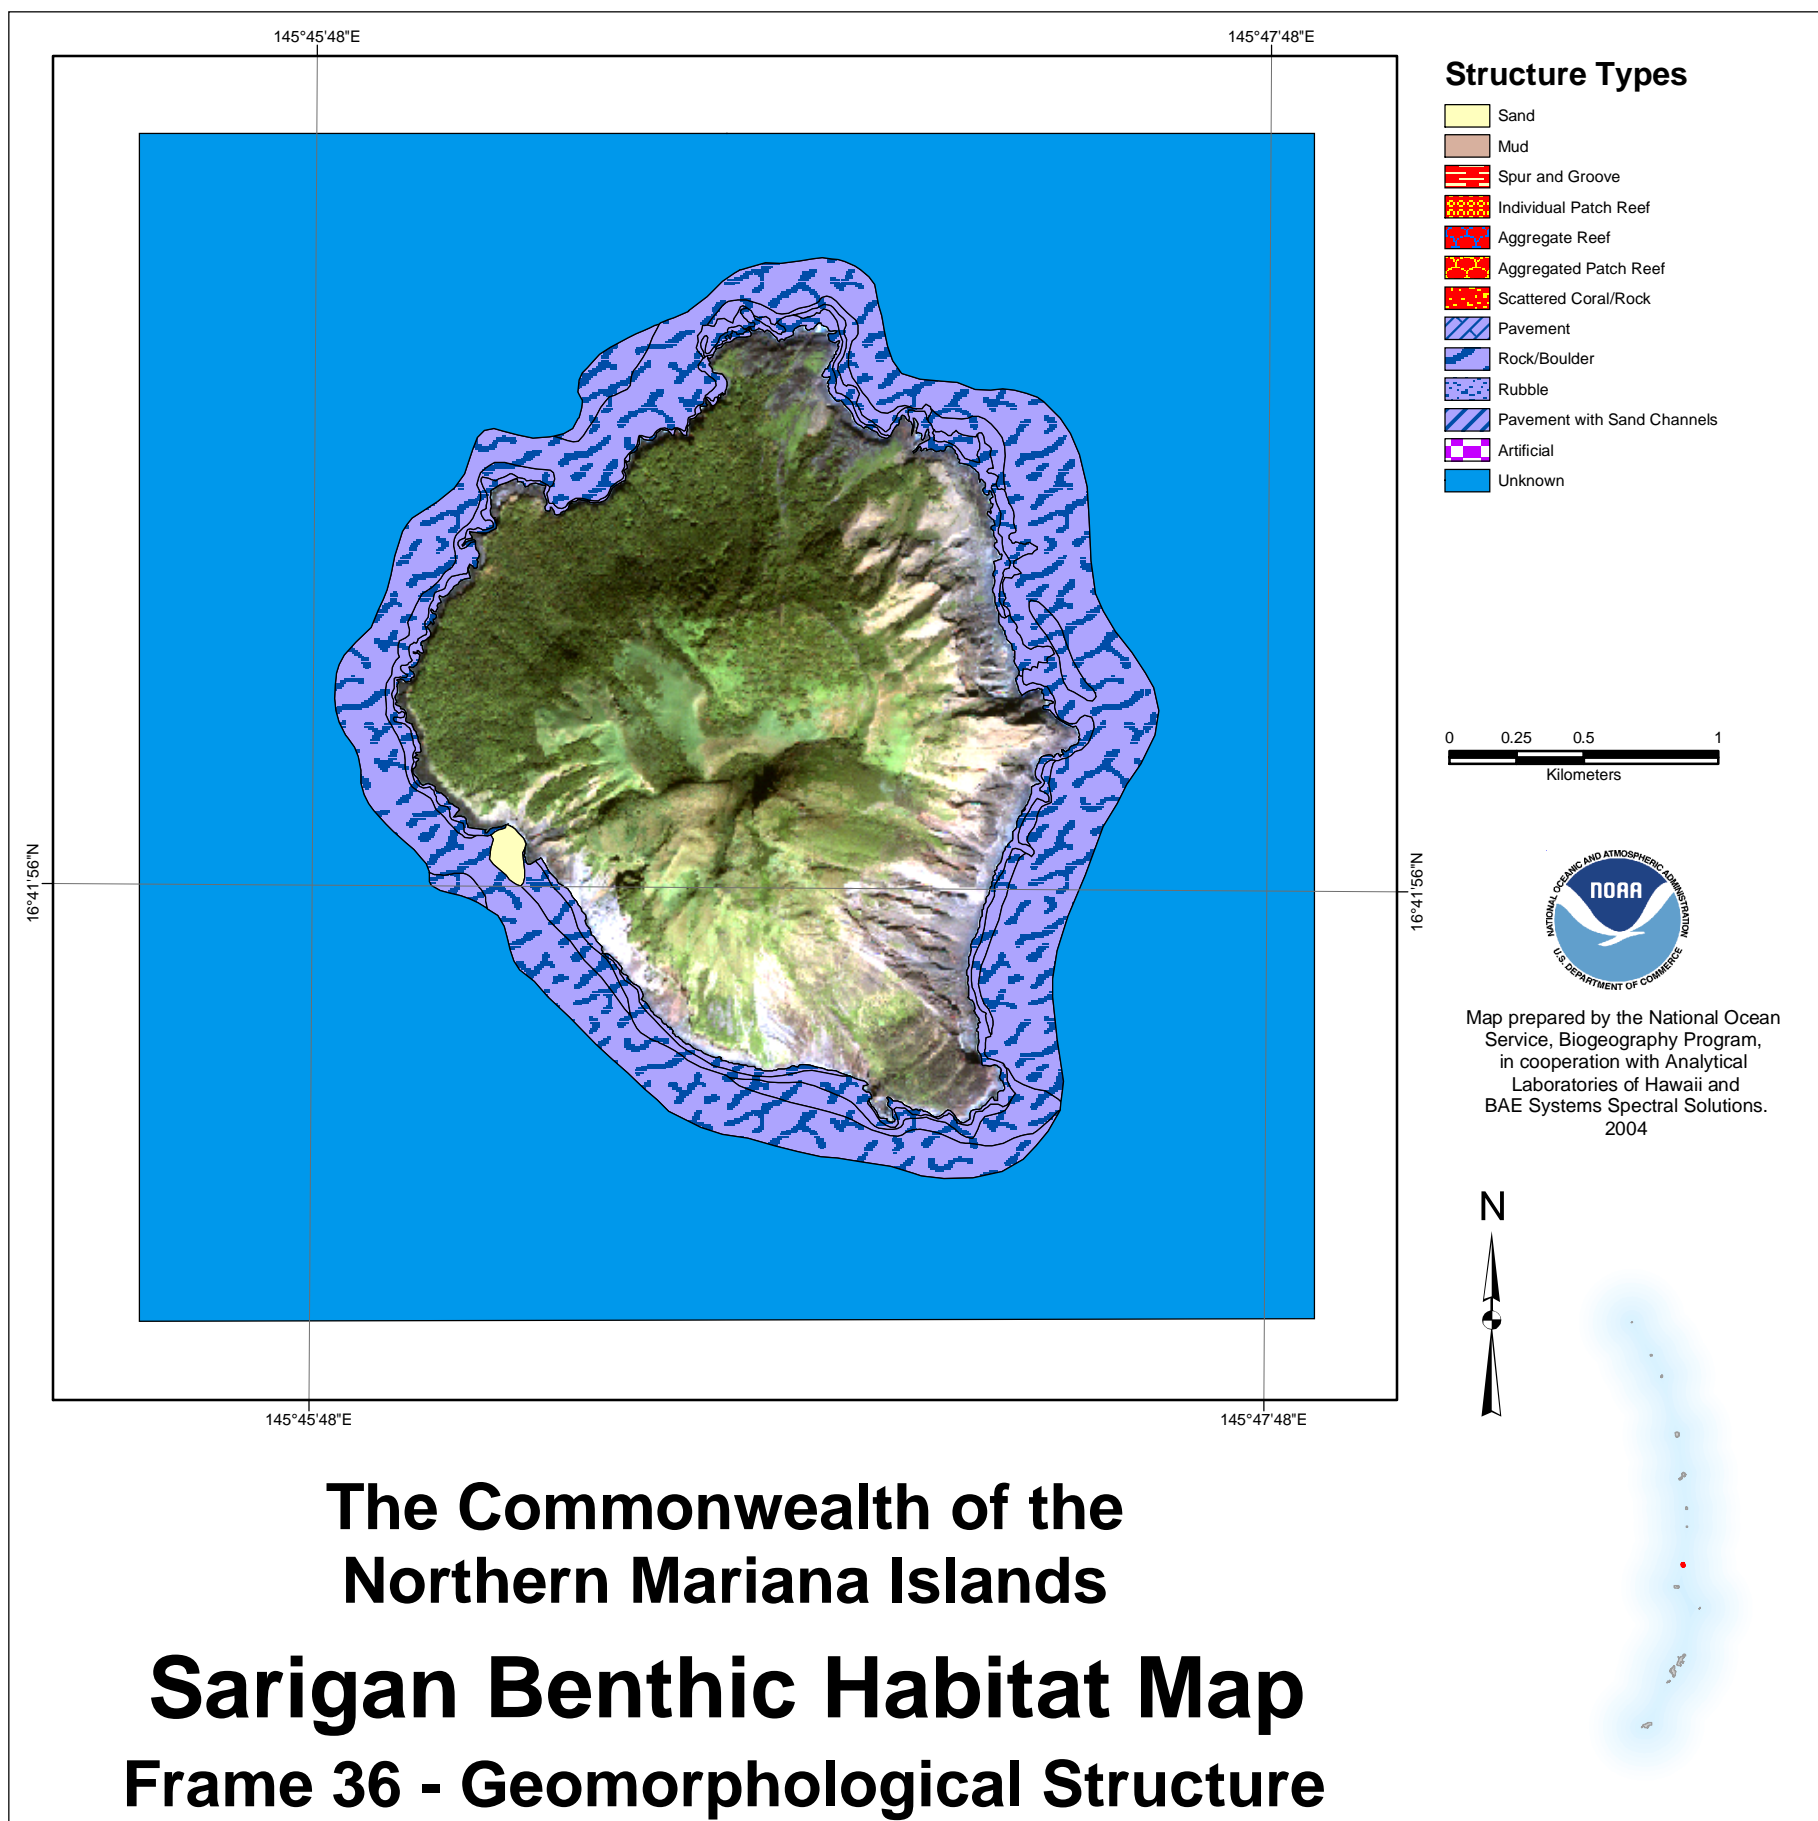 145°45'48"E
145°47'48"E
16°41'56"N
16°41'56"N
145°45'48"E
145°47'48"E
Structure Types
Sand
Mud
Spur and Groove
Individual Patch Reef
Aggregate Reef
Aggregated Patch Reef
Scattered Coral/Rock
Pavement
Rock/Boulder
Rubble
Pavement with Sand Channels
Artificial
Unknown
0 0.25 0.5 1
Kilometers
NATIONAL OCEANIC AND ATMOSPHERIC ADMINISTRATION
NOAA
U.S. DEPARTMENT OF COMMERCE
Map prepared by the National Ocean
Service, Biogeography Program,
in cooperation with Analytical
Laboratories of Hawaii and
BAE Systems Spectral Solutions.
2004
N
The Commonwealth of the
Northern Mariana Islands
Sarigan Benthic Habitat Map
Frame 36 - Geomorphological Structure